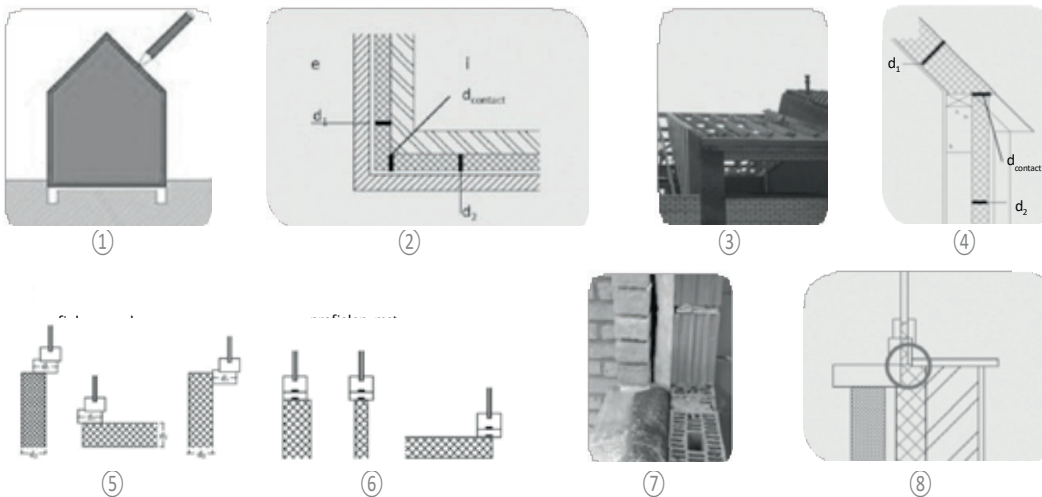 e
i
d1
dcontact
d2
d1
dcontact
d2
①
②
③
④
⑤
⑥
⑦
⑧